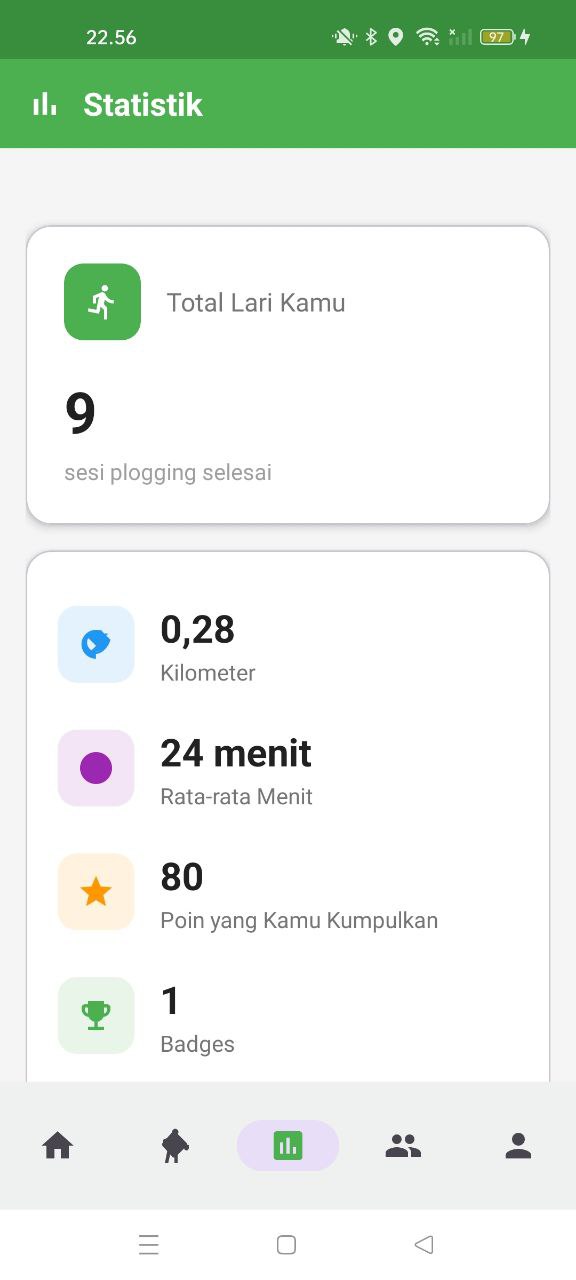 22.56
97
Statistik
Total Lari Kamu
9
sesi plogging selesai
0,28
Kilometer
24 menit
Rata-rata Menit
80
Poin yang Kamu Kumpulkan
1
Badges